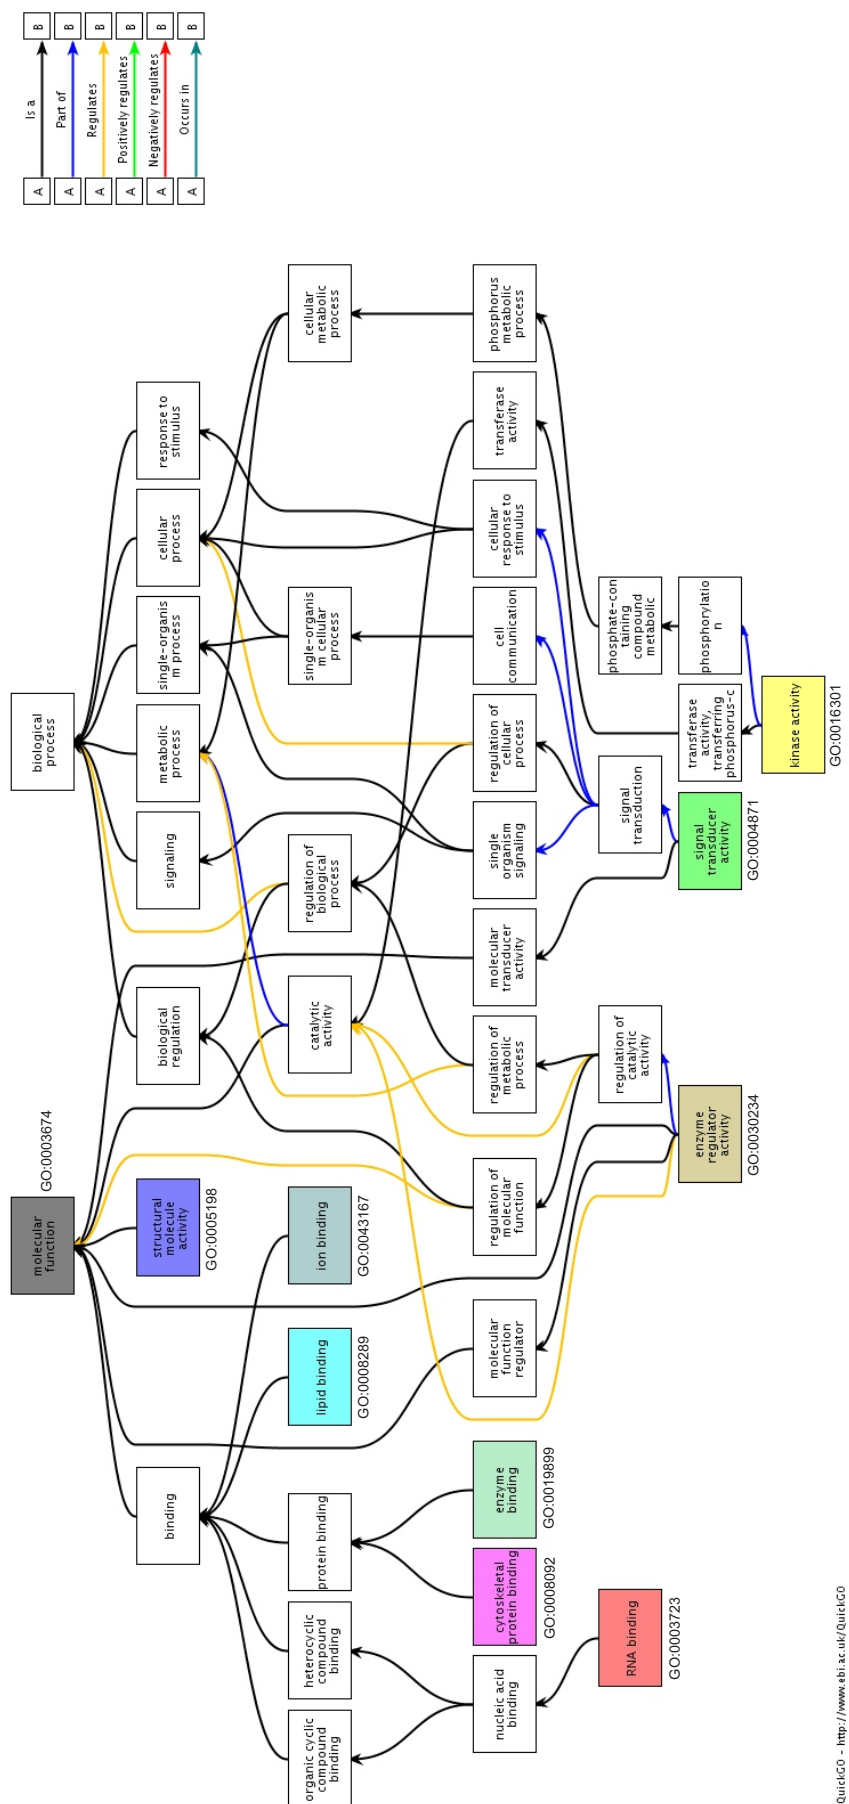 A
Is a
B
A
Part of
B
A
Regulates
B
A
Positively regulates
B
A
Negatively regulates
B
A
Occurs in
B
molecular
function
GO:0003674
biological
process
binding
structural
molecule
activity
GO:0005198
biological
regulation
signaling
metabolic
process
single-organis
m process
cellular
process
response to
stimulus
organic cyclic
compound
binding
heterocyclic
compound
binding
protein binding
lipid binding
GO:0008289
ion binding
GO:0043167
catalytic
activity
regulation of
biological
process
single-organis
m cellular
process
cellular
metabolic
process
nucleic acid
binding
cytoskeletal
protein binding
GO:0008092
enzyme
binding
GO:0019899
molecular
function
regulator
regulation of
molecular
function
regulation of
metabolic
process
molecular
transducer
activity
single
organism
signaling
regulation of
cellular
process
cell
communication
cellular
response to
stimulus
transferase
activity
phosphorus
metabolic
process
RNA binding
GO:0003723
regulation of
catalytic
activity
signal
transduction
phosphate-con
taining
compound
metabolic
enzyme
regulator
activity
GO:0030234
signal
transducer
activity
GO:0004871
transferase
activity,
transferring
phosphorus-c
phosphorylatio
n
kinase activity
GO:0016301
QuickGO - http://www.ebi.ac.uk/QuickGO